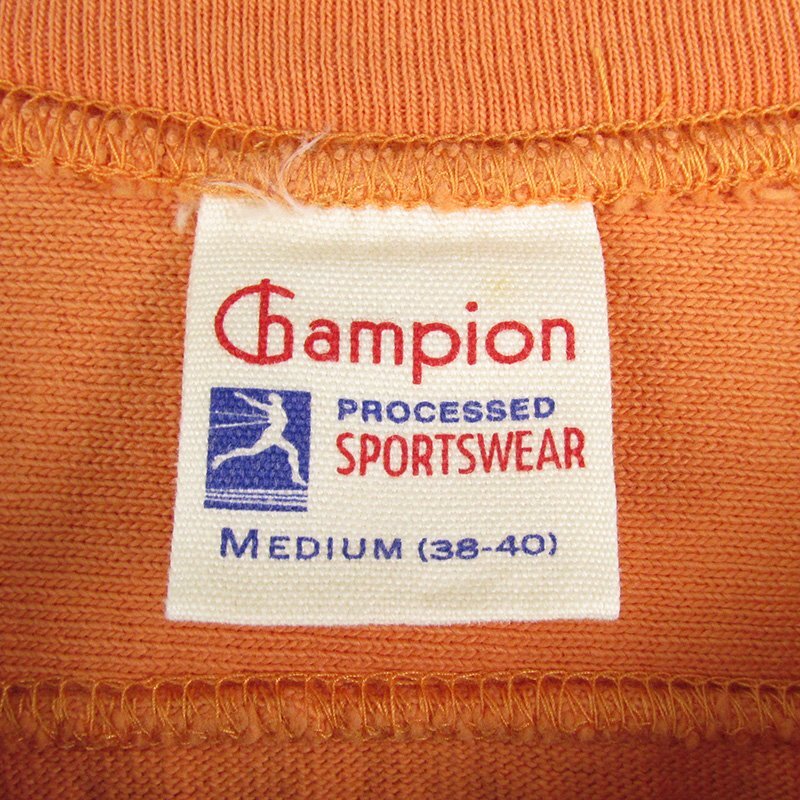 Champion
PROCESSED
SPORTSWEAR
MEDIUM (38-40)